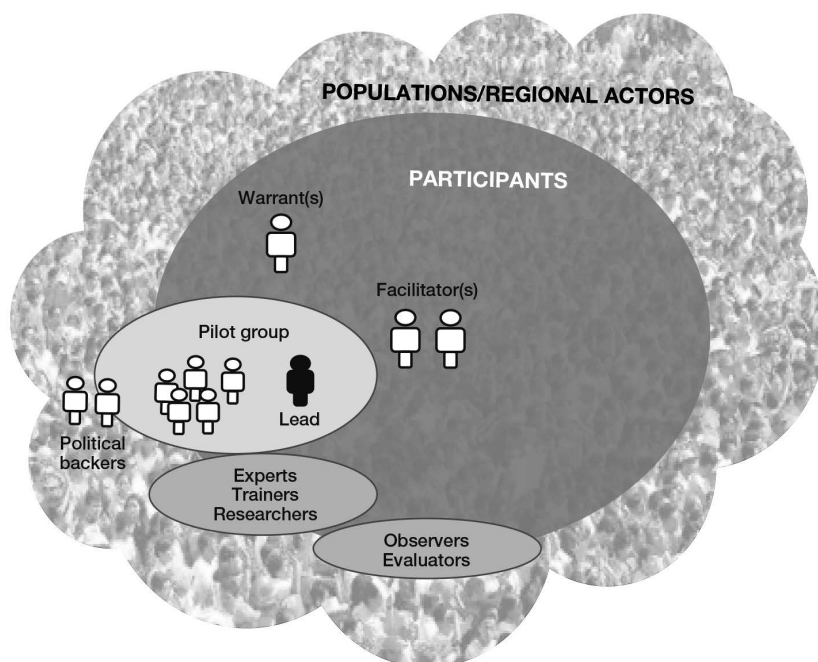 POPULATIONS/REGIONAL ACTORS
PARTICIPANTS
Warrant(s)
Facilitator(s)
Pilot group
Lead
Political
backers
Experts
Trainers
Researchers
Observers
Evaluators